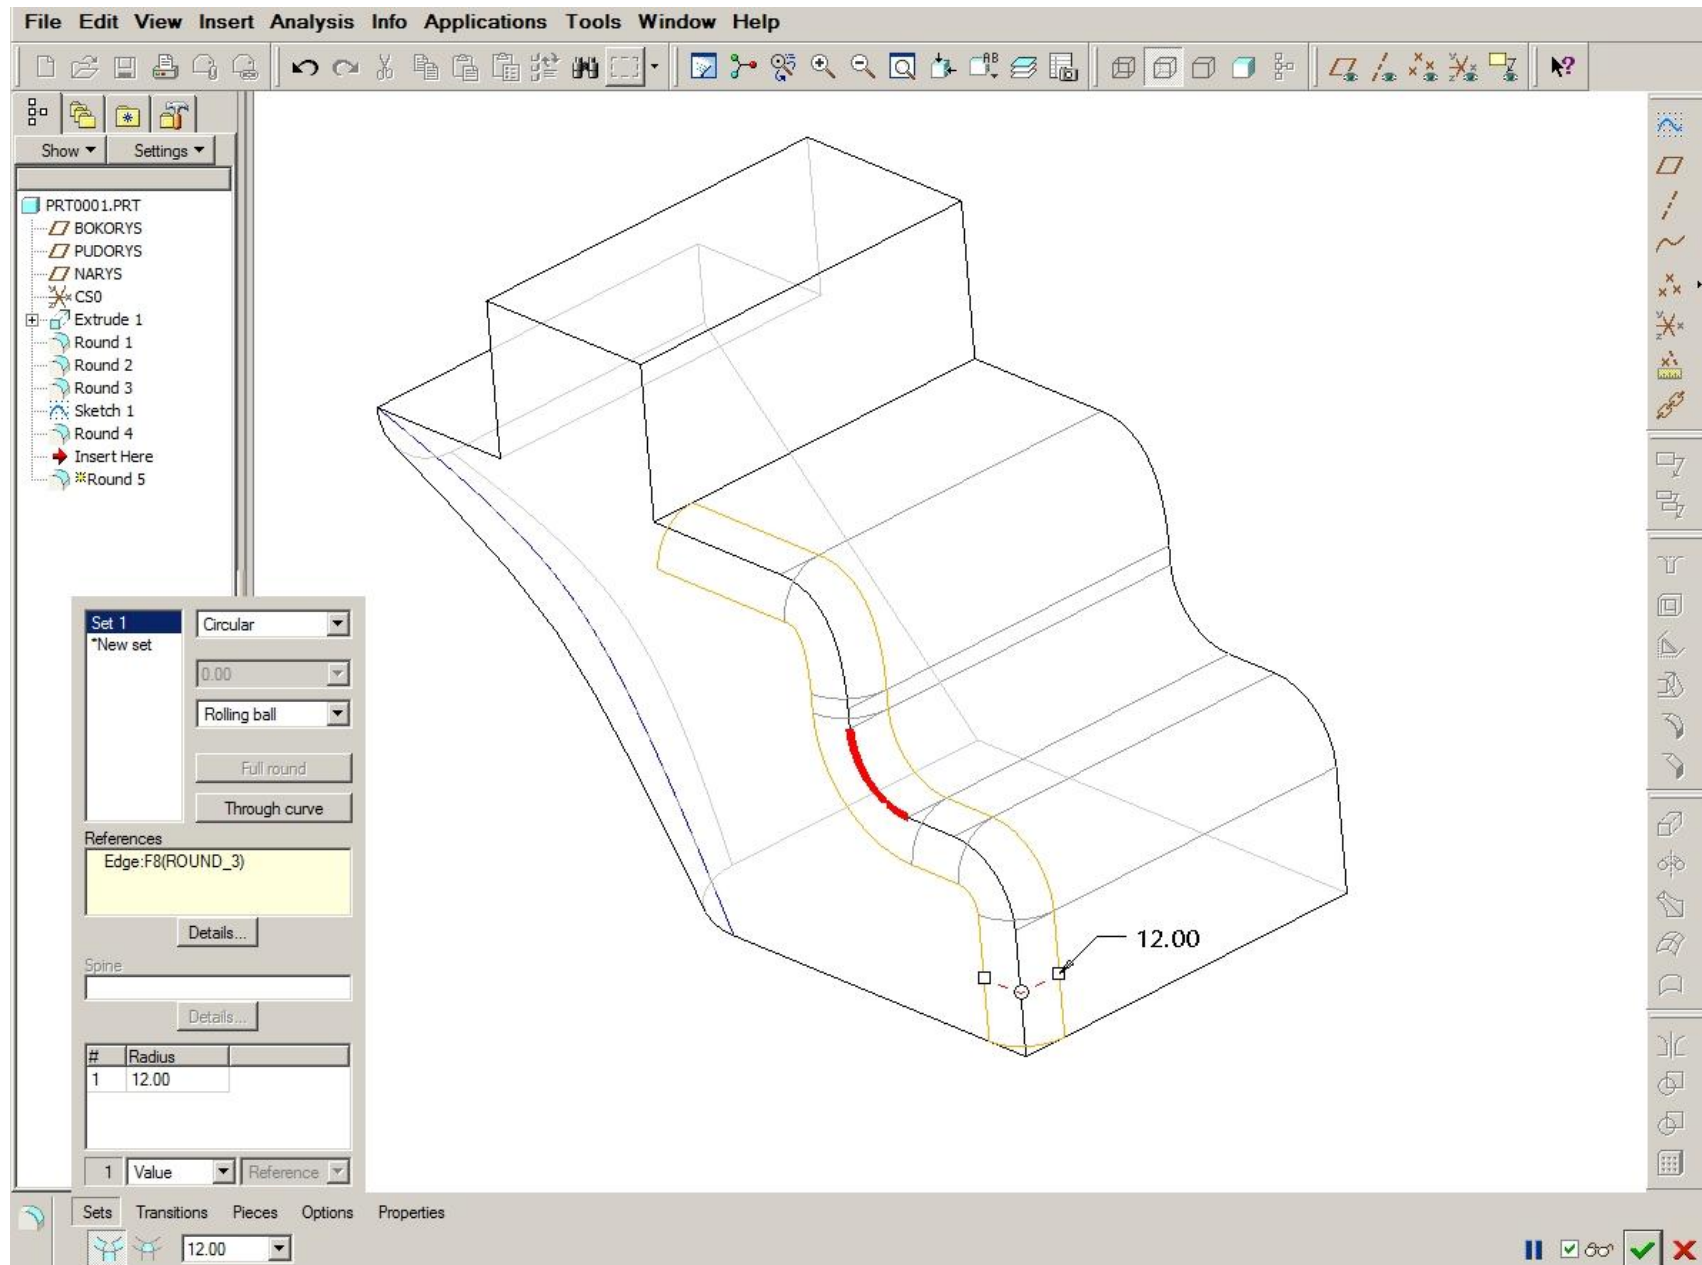 File Edit View Insert Analysis Info Applications Tools Window Help
Show Settings
PRT0001.PRT
BOKORYS
PUDORYS
NARYS
CS0
Extrude 1
Round 1
Round 2
Round 3
Sketch 1
Round 4
Insert Here
Round 5
Set 1
*New set
Circular
0.00
Rolling ball
Full round
Through curve
References
Edge:F8(ROUND_3)
Details...
Spine
Details...
# Radius
1 12.00
1 Value Reference
12.00
Sets Transitions Pieces Options Properties
12.00